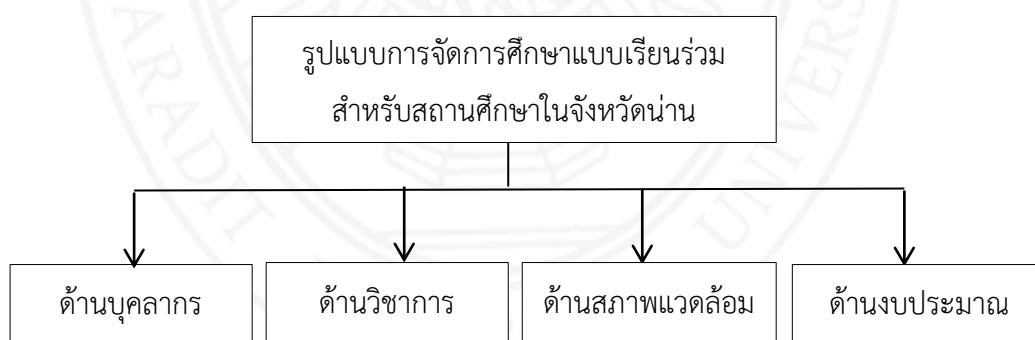 รูปแบบการจัดการศึกษาแบบเรียนร่วม
สำหรับสถานศึกษาในจังหวัดน่าน
ด้านบุคลากร
ด้านวิชาการ
ด้านสภาพแวดล้อม
ด้านงบประมาณ